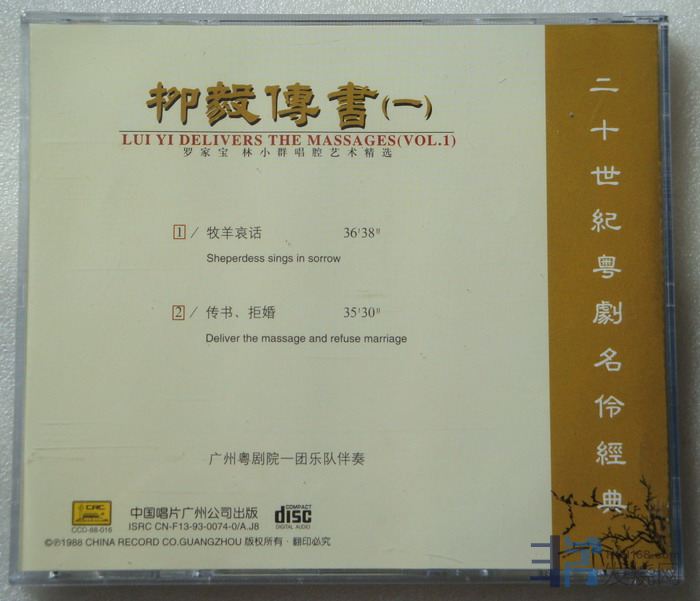 柳毅傳書(一)
LUI YI DELIVERS THE MASSAGES(VOL.1)
罗家宝 林小群唱腔艺术精选
1 / 牧羊哀话 36'38"
Sheperdess sings in sorrow
2 / 传书、拒婚 35'30"
Deliver the massage and refuse marriage
广州粤剧院一团乐队伴奏
CRC
CCD-88-016
中国唱片广州公司出版
ISRC CN-F13-93-0074-0/A.J8
COMPACT
disc
DIGITAL AUDIO
©℗1988 CHINA RECORD CO.GUANGZHOU 版权所有·翻印必究
二十世紀粤劇名伶經典